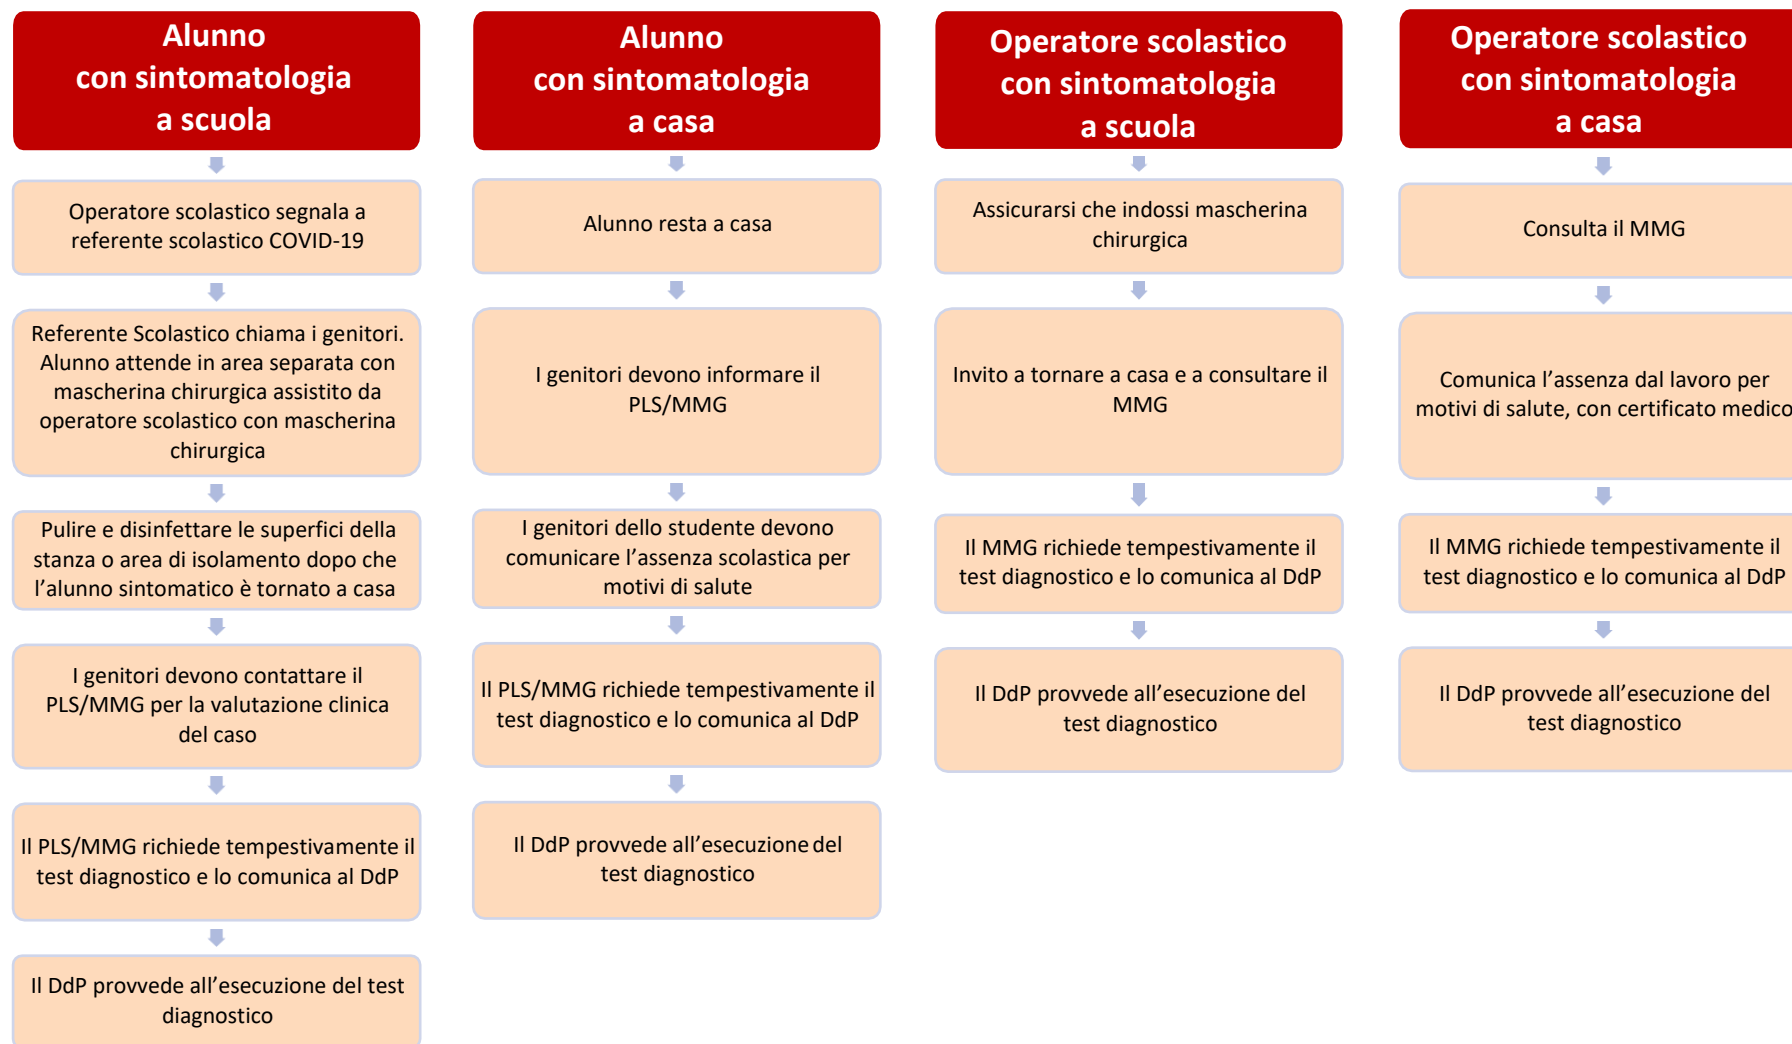 Alunno
con sintomatologia
a scuola
Operatore scolastico segnala a
referente scolastico COVID-19
Referente Scolastico chiama i genitori.
Alunno attende in area separata con
mascherina chirurgica assistito da
operatore scolastico con mascherina
chirurgica
Pulire e disinfettare le superfici della
stanza o area di isolamento dopo che
l’alunno sintomatico è tornato a casa
I genitori devono contattare il
PLS/MMG per la valutazione clinica
del caso
Il PLS/MMG richiede tempestivamente il
test diagnostico e lo comunica al DdP
Il DdP provvede all’esecuzione del test
diagnostico
Alunno
con sintomatologia
a casa
Alunno resta a casa
I genitori devono informare il
PLS/MMG
I genitori dello studente devono
comunicare l’assenza scolastica per
motivi di salute
Il PLS/MMG richiede tempestivamente il
test diagnostico e lo comunica al DdP
Il DdP provvede all’esecuzione del
test diagnostico
Operatore scolastico
con sintomatologia
a scuola
Assicurarsi che indossi mascherina
chirurgica
Invito a tornare a casa e a consultare il
MMG
Il MMG richiede tempestivamente il
test diagnostico e lo comunica al DdP
Il DdP provvede all’esecuzione del
test diagnostico
Operatore scolastico
con sintomatologia
a casa
Consulta il MMG
Comunica l’assenza dal lavoro per
motivi di salute, con certificato medico
Il MMG richiede tempestivamente il
test diagnostico e lo comunica al DdP
Il DdP provvede all’esecuzione del
test diagnostico